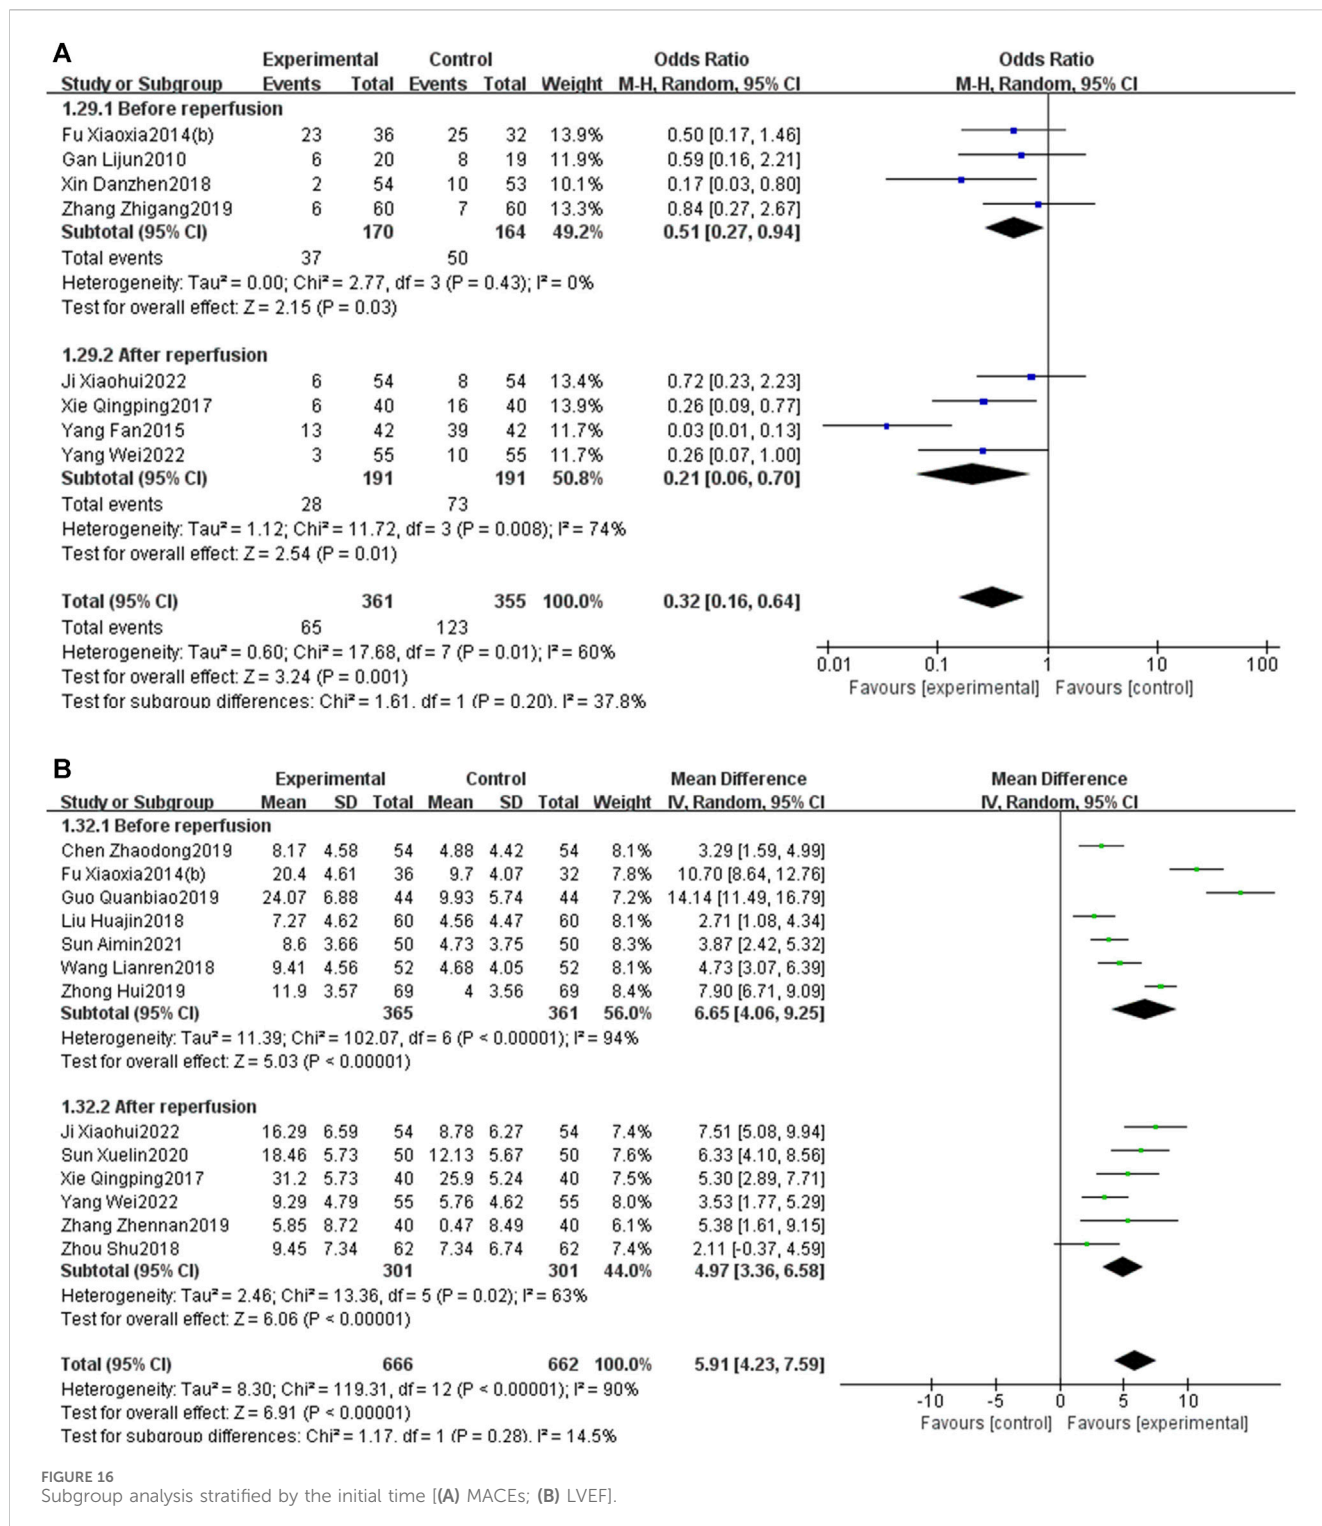 A
Experimental Control Odds Ratio Odds Ratio
Study or Subgroup Events Total Events Total Weight M-H, Random, 95% CI M-H, Random, 95% CI
1.29.1 Before reperfusion
Fu Xiaoxia2014(b) 23 36 25 32 13.9% 0.50 [0.17, 1.46]
Gan Lijun2010 6 20 8 19 11.9% 0.59 [0.16, 2.21]
Xin Danzhen2018 2 54 10 53 10.1% 0.17 [0.03, 0.80]
Zhang Zhigang2019 6 60 7 60 13.3% 0.84 [0.27, 2.67]
Subtotal (95% CI) 170 164 49.2% 0.51 [0.27, 0.94]
Total events 37 50
Heterogeneity: Tau² = 0.00; Chi² = 2.77, df = 3 (P = 0.43); I² = 0%
Test for overall effect: Z = 2.15 (P = 0.03)
1.29.2 After reperfusion
Ji Xiaohui2022 6 54 8 54 13.4% 0.72 [0.23, 2.23]
Xie Qingping2017 6 40 16 40 13.9% 0.26 [0.09, 0.77]
Yang Fan2015 13 42 39 42 11.7% 0.03 [0.01, 0.13]
Yang Wei2022 3 55 10 55 11.7% 0.26 [0.07, 1.00]
Subtotal (95% CI) 191 191 50.8% 0.21 [0.06, 0.70]
Total events 28 73
Heterogeneity: Tau² = 1.12; Chi² = 11.72, df = 3 (P = 0.008); I² = 74%
Test for overall effect: Z = 2.54 (P = 0.01)
Total (95% CI) 361 355 100.0% 0.32 [0.16, 0.64]
Total events 65 123
Heterogeneity: Tau² = 0.60; Chi² = 17.68, df = 7 (P = 0.01); I² = 60%
Test for overall effect: Z = 3.24 (P = 0.001)
Test for subgroup differences: Chi² = 1.61, df = 1 (P = 0.20), I² = 37.8%
0.01 0.1 1 10 100
Favours [experimental] Favours [control]
B
Experimental Control Mean Difference Mean Difference
Study or Subgroup Mean SD Total Mean SD Total Weight IV, Random, 95% CI IV, Random, 95% CI
1.32.1 Before reperfusion
Chen Zhaodong2019 8.17 4.58 54 4.88 4.42 54 8.1% 3.29 [1.59, 4.99]
Fu Xiaoxia2014(b) 20.4 4.61 36 9.7 4.07 32 7.8% 10.70 [8.64, 12.76]
Guo Quanbiao2019 24.07 6.88 44 9.93 5.74 44 7.2% 14.14 [11.49, 16.79]
Liu Huajin2018 7.27 4.62 60 4.56 4.47 60 8.1% 2.71 [1.08, 4.34]
Sun Aimin2021 8.6 3.66 50 4.73 3.75 50 8.3% 3.87 [2.42, 5.32]
Wang Lianren2018 9.41 4.56 52 4.68 4.05 52 8.1% 4.73 [3.07, 6.39]
Zhong Hui2019 11.9 3.57 69 4 3.56 69 8.4% 7.90 [6.71, 9.09]
Subtotal (95% CI) 365 361 56.0% 6.65 [4.06, 9.25]
Heterogeneity: Tau² = 11.39; Chi² = 102.07, df = 6 (P < 0.00001); I² = 94%
Test for overall effect: Z = 5.03 (P < 0.00001)
1.32.2 After reperfusion
Ji Xiaohui2022 16.29 6.59 54 8.78 6.27 54 7.4% 7.51 [5.08, 9.94]
Sun Xuelin2020 18.46 5.73 50 12.13 5.67 50 7.6% 6.33 [4.10, 8.56]
Xie Qingping2017 31.2 5.73 40 25.9 5.24 40 7.5% 5.30 [2.89, 7.71]
Yang Wei2022 9.29 4.79 55 5.76 4.62 55 8.0% 3.53 [1.77, 5.29]
Zhang Zhennan2019 5.85 8.72 40 0.47 8.49 40 6.1% 5.38 [1.61, 9.15]
Zhou Shu2018 9.45 7.34 62 7.34 6.74 62 7.4% 2.11 [-0.37, 4.59]
Subtotal (95% CI) 301 301 44.0% 4.97 [3.36, 6.58]
Heterogeneity: Tau² = 2.46; Chi² = 13.36, df = 5 (P = 0.02); I² = 63%
Test for overall effect: Z = 6.06 (P < 0.00001)
Total (95% CI) 666 662 100.0% 5.91 [4.23, 7.59]
Heterogeneity: Tau² = 8.30; Chi² = 119.31, df = 12 (P < 0.00001); I² = 90%
Test for overall effect: Z = 6.91 (P < 0.00001)
Test for subgroup differences: Chi² = 1.17, df = 1 (P = 0.28), I² = 14.5%
-10 -5 0 5 10
Favours [control] Favours [experimental]
FIGURE 16
Subgroup analysis stratified by the initial time [(A) MACEs; (B) LVEF].